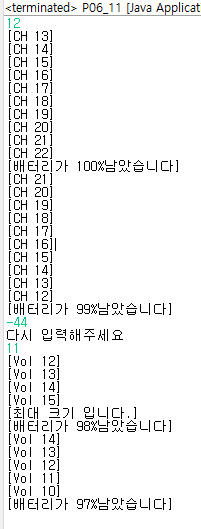 <terminated> P06_11 [Java Applicat
12
[CH 13]
[CH 14]
[CH 15]
[CH 16]
[CH 17]
[CH 18]
[CH 19]
[CH 20]
[CH 21]
[CH 22]
[배터리가 100%남았습니다]
[CH 21]
[CH 20]
[CH 19]
[CH 18]
[CH 17]
[CH 16]
[CH 15]
[CH 14]
[CH 13]
[CH 12]
[배터리가 99%남았습니다]
-44
다시 입력해주세요
11
[Vol 12]
[Vol 13]
[Vol 14]
[Vol 15]
[최대 크기 입니다.]
[배터리가 98%남았습니다]
[Vol 14]
[Vol 13]
[Vol 12]
[Vol 11]
[Vol 10]
[배터리가 97%남았습니다]